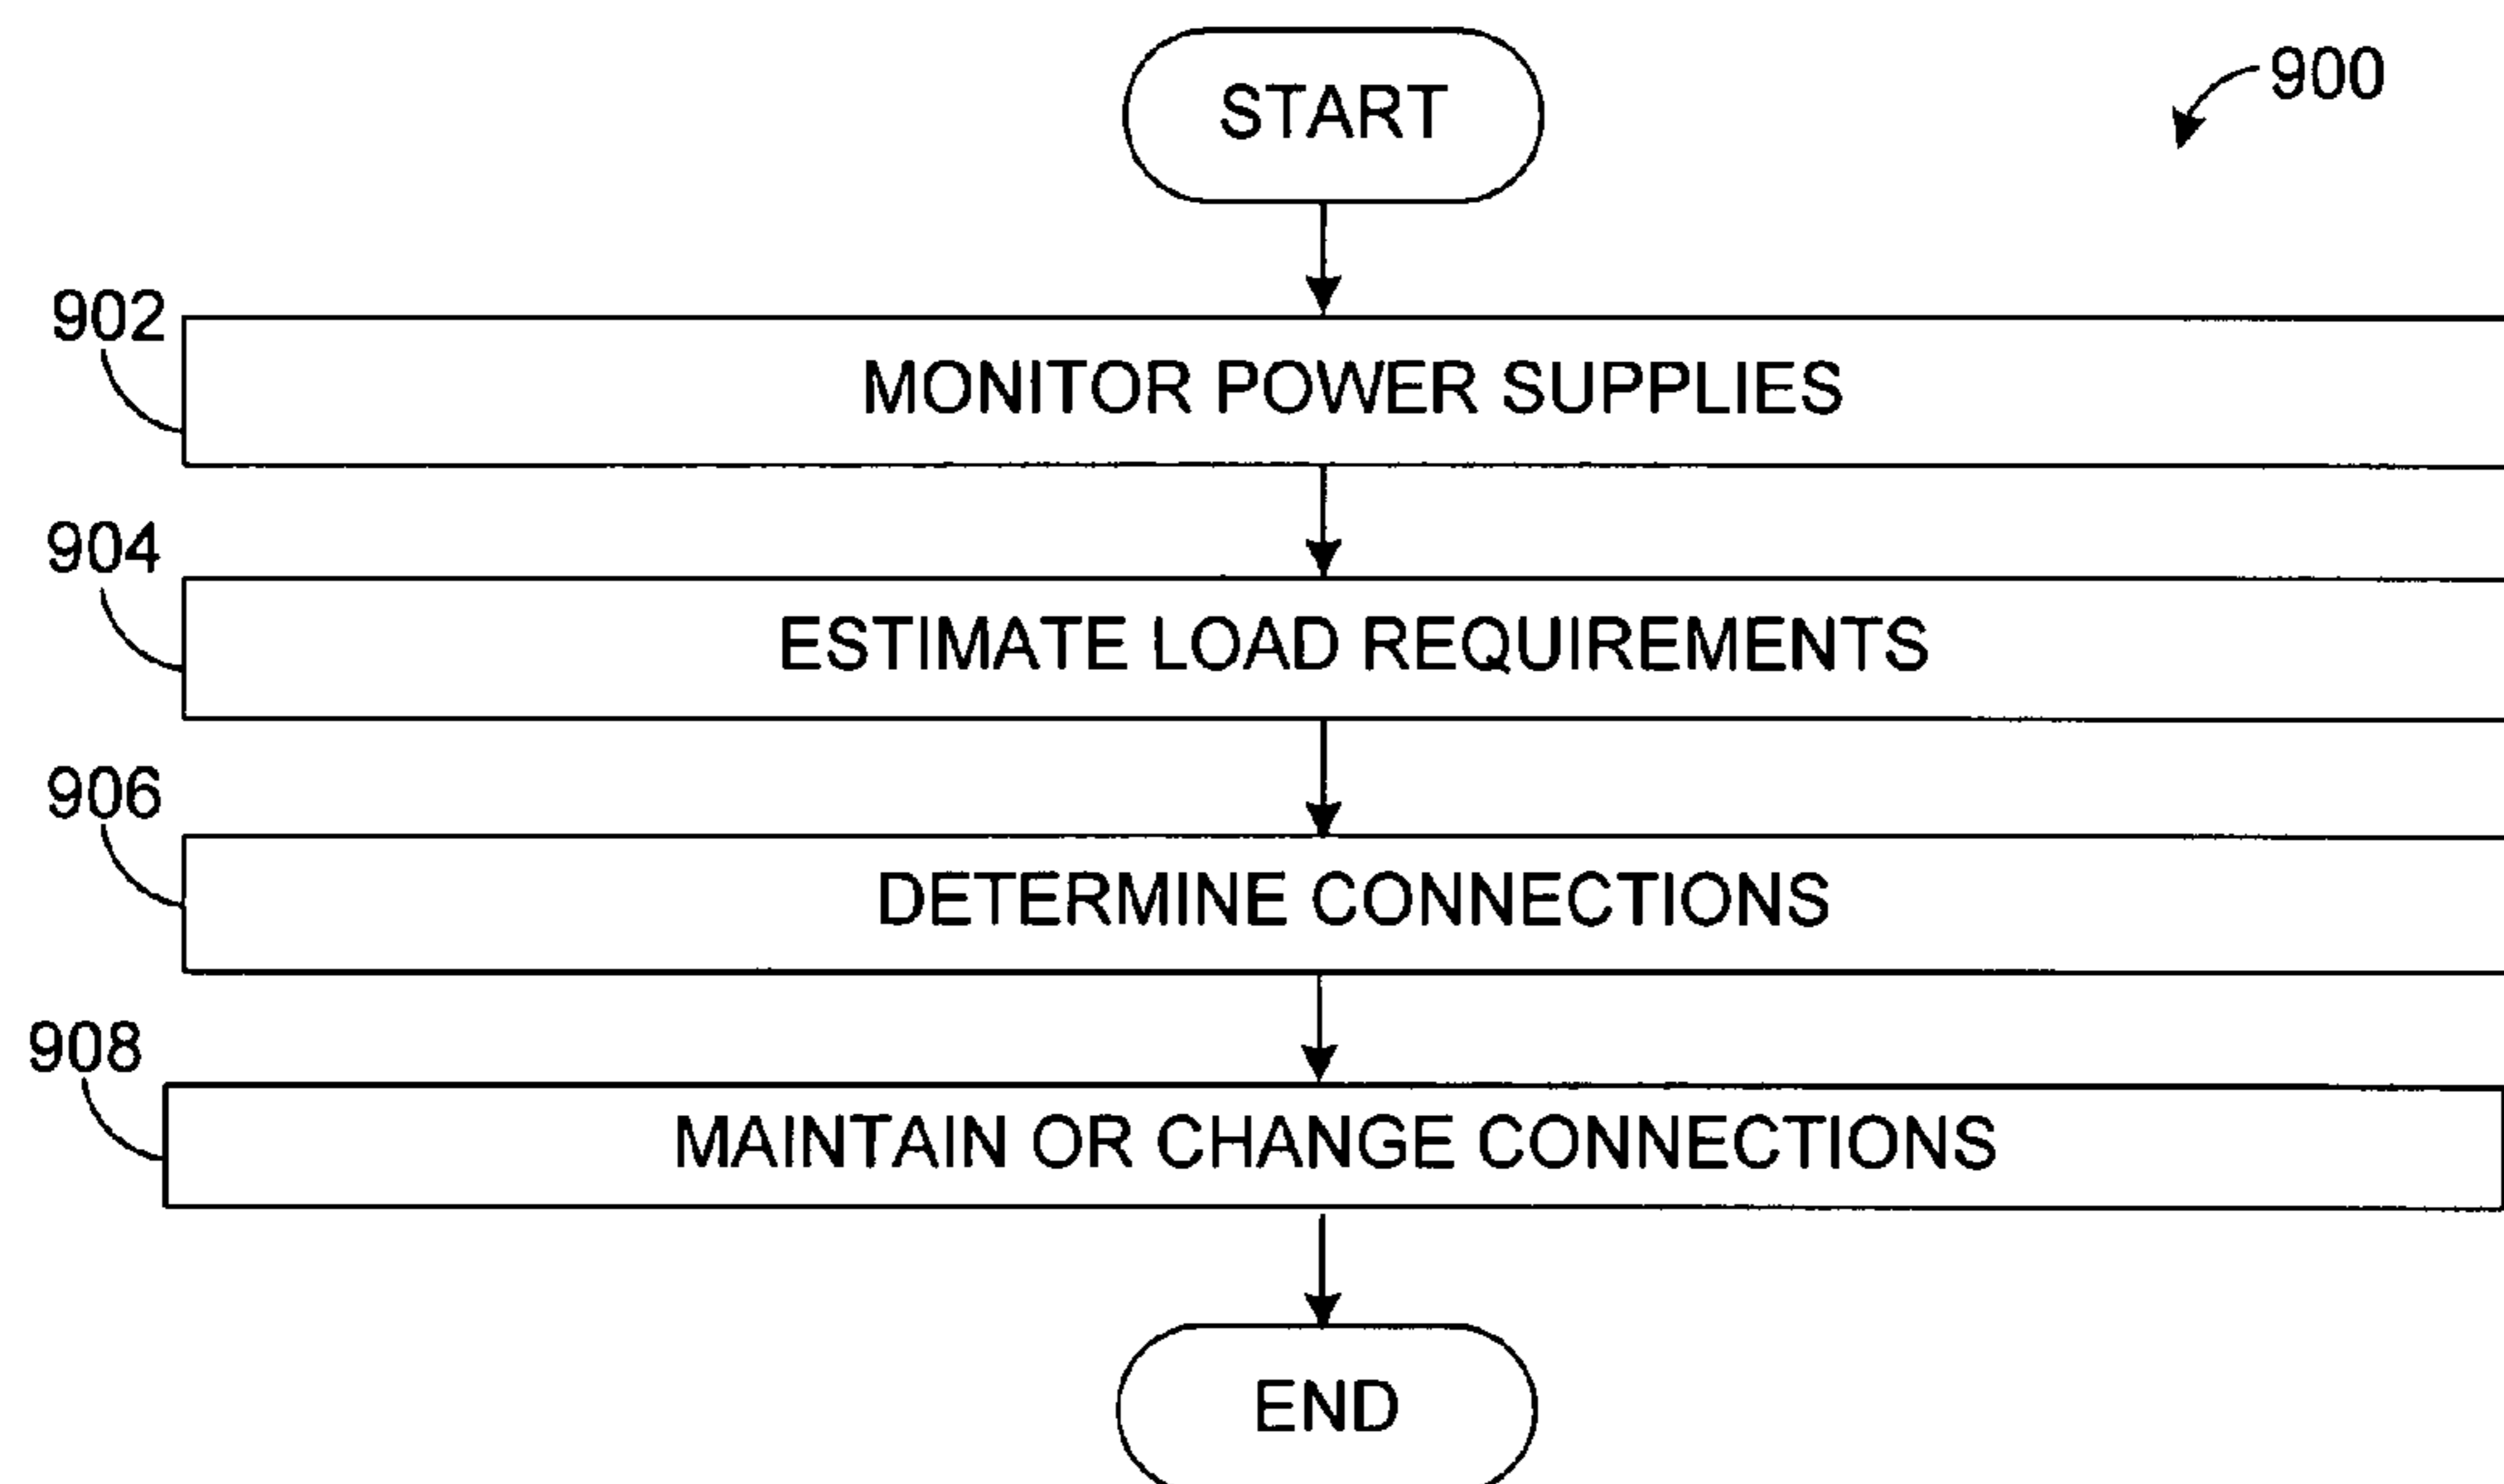 START
900
902
MONITOR POWER SUPPLIES
904
ESTIMATE LOAD REQUIREMENTS
906
DETERMINE CONNECTIONS
908
MAINTAIN OR CHANGE CONNECTIONS
END